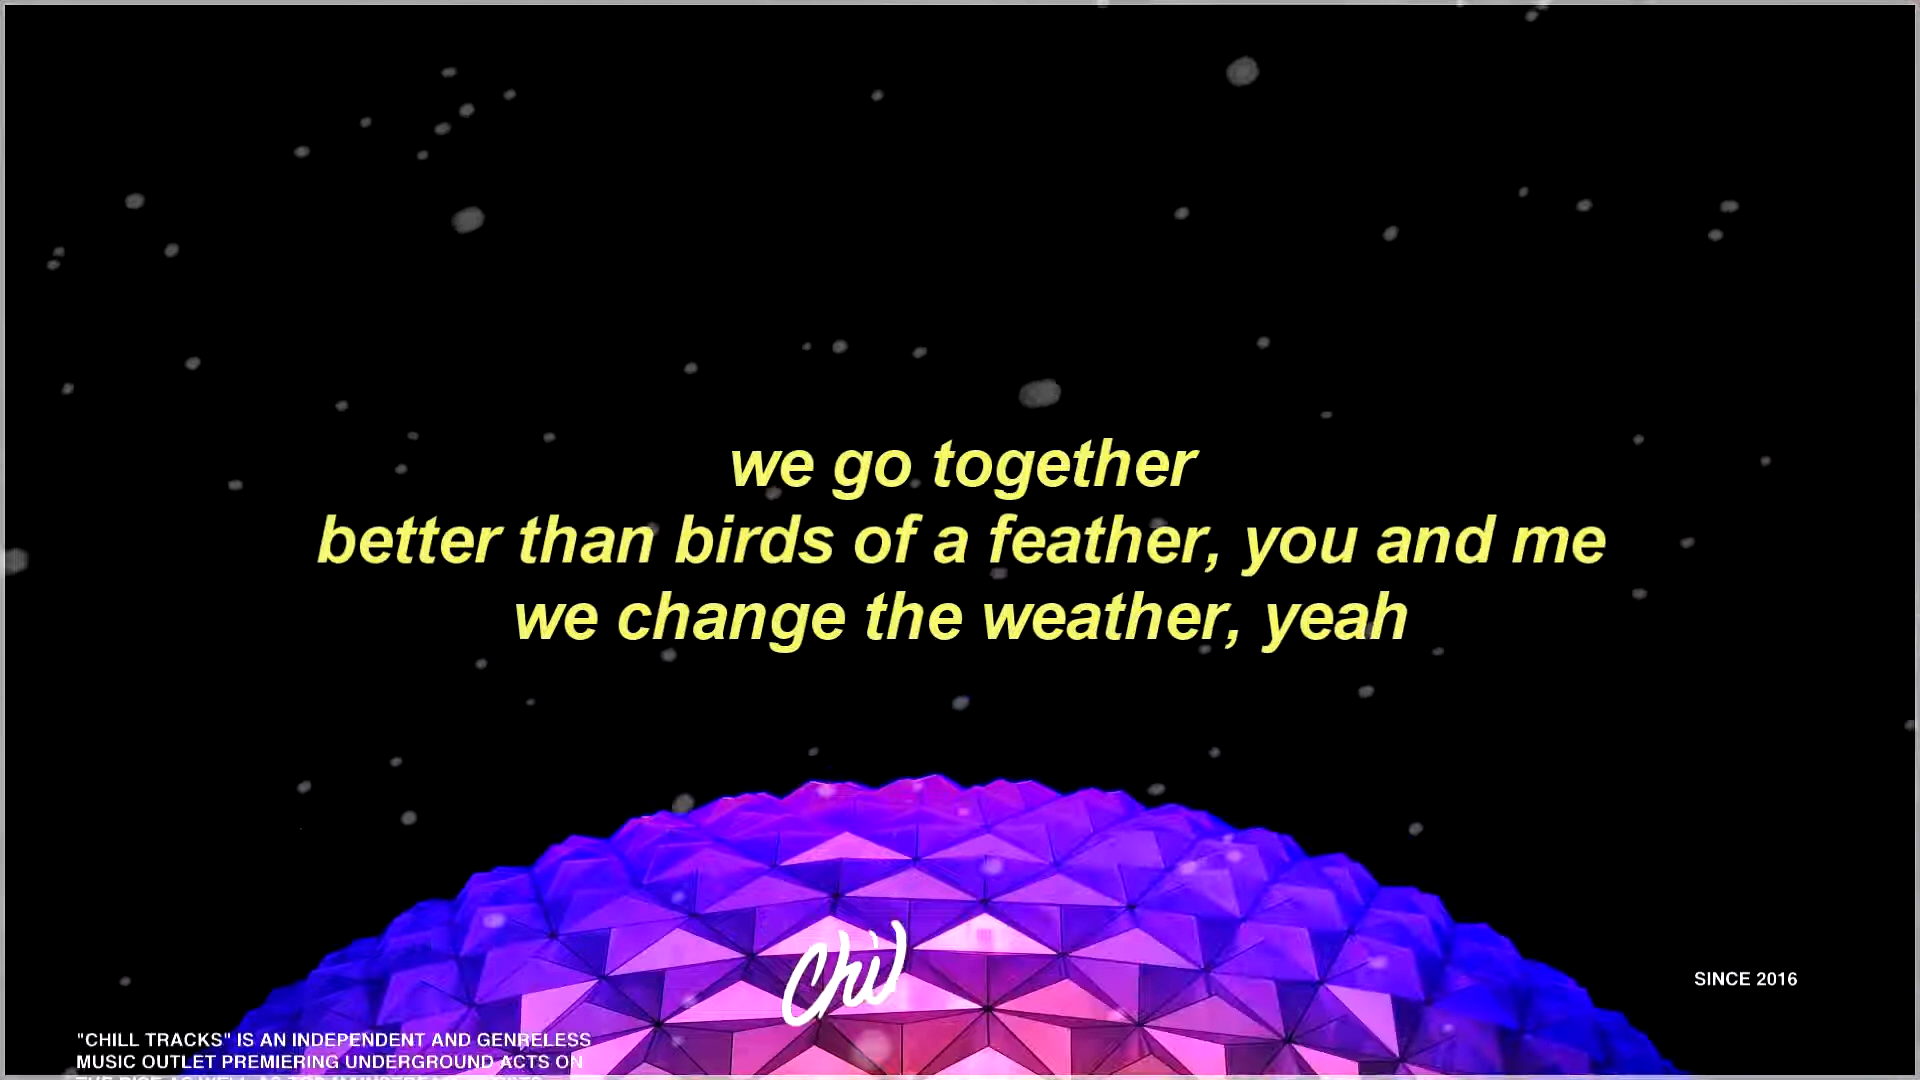 we go together
better than birds of a feather, you and me
we change the weather, yeah
Chil
SINCE 2016
"CHILL TRACKS" IS AN INDEPENDENT AND GENRELESS
MUSIC OUTLET PREMIERING UNDERGROUND ACTS ON